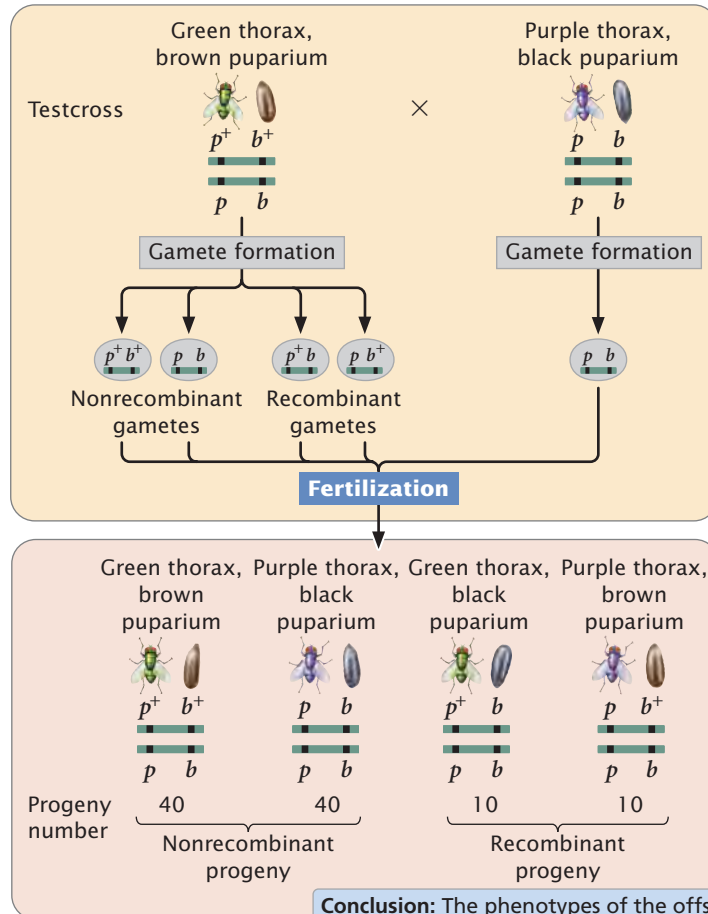 Green thorax,
brown puparium
Purple thorax,
black puparium
Testcross
×
p+ b+
p b
p b
p b
Gamete formation
Gamete formation
p+ b+
p b
p+ b
p b+
p b
Nonrecombinant
gametes
Recombinant
gametes
Fertilization
Green thorax,
brown
puparium
Purple thorax,
black
puparium
Green thorax,
black
puparium
Purple thorax,
brown
puparium
p+ b+
p b
p+ b
p b+
p b
p b
p b
p b
Progeny
number
40
40
10
10
Nonrecombinant
progeny
Recombinant
progeny
Conclusion: The phenotypes of the offs